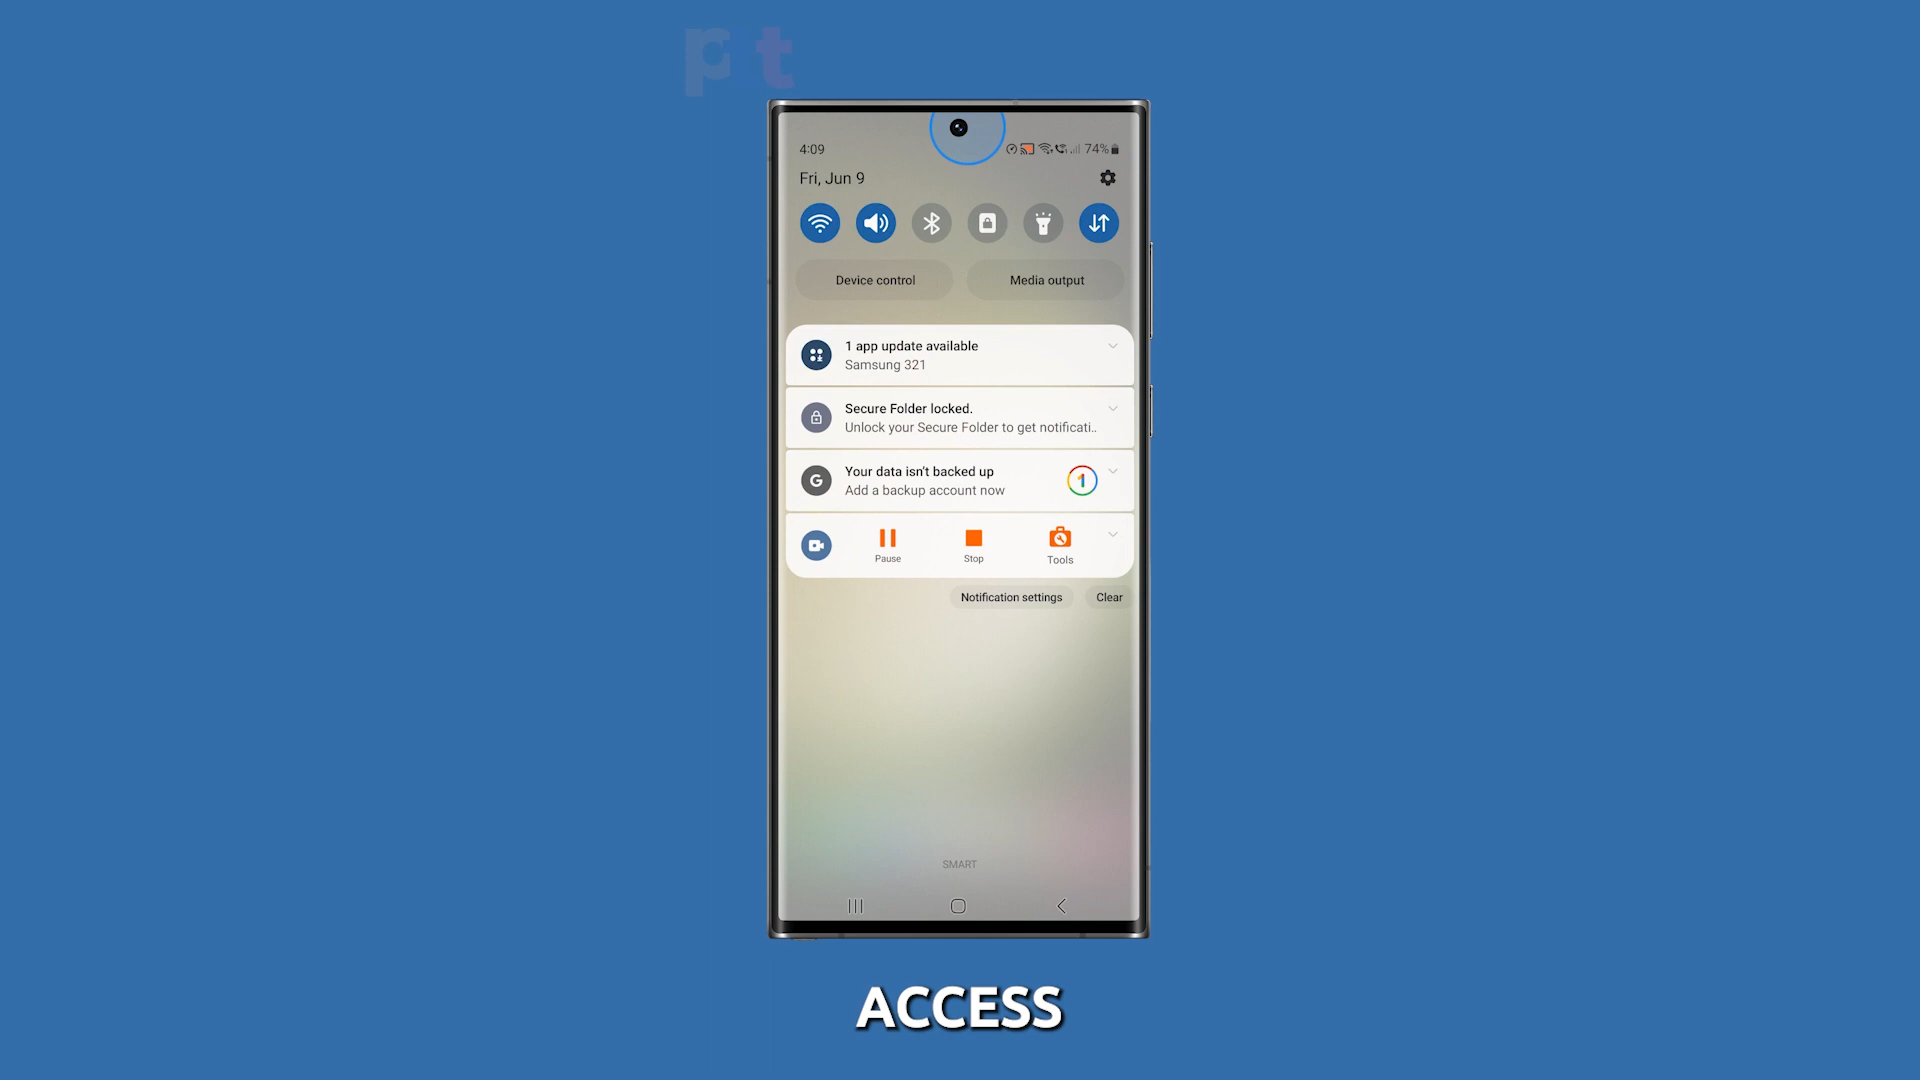 pt
4:09
74%
Fri, Jun 9
Device control
Media output
1 app update available
Samsung 321
Secure Folder locked.
Unlock your Secure Folder to get notificati..
Your data isn't backed up
Add a backup account now
1
G
Pause
Stop
Tools
Notification settings
Clear
SMART
ACCESS